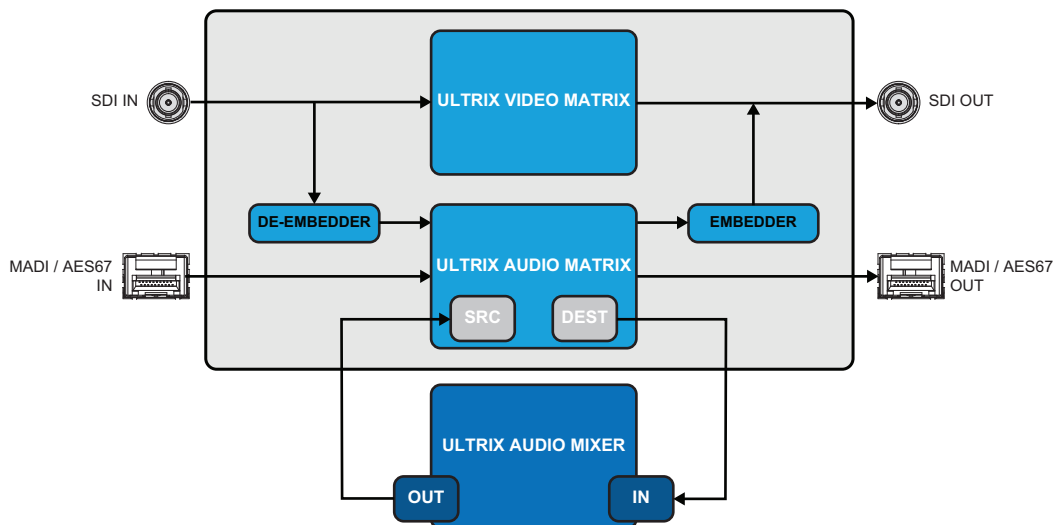 ULTRIX VIDEO MATRIX
SDI IN
SDI OUT
DE-EMBEDDER
EMBEDDER
MADI / AES67
IN
ULTRIX AUDIO MATRIX
MADI / AES67
OUT
SRC
DEST
ULTRIX AUDIO MIXER
OUT
IN